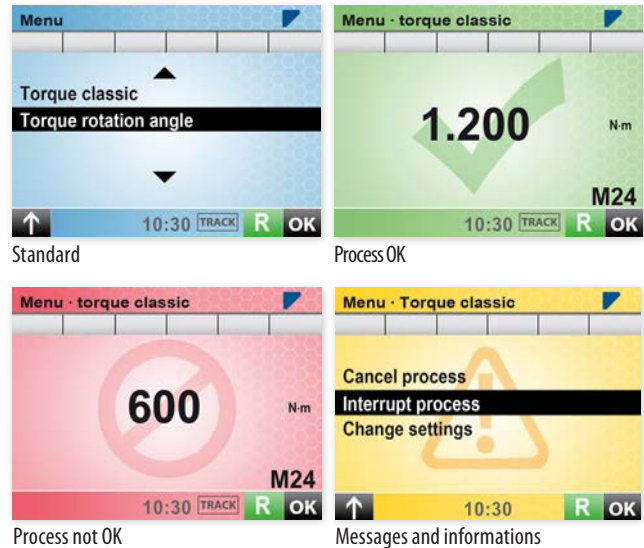 Menu
Torque classic
Torque rotation angle
10:30 TRACK R OK
Standard
Menu · torque classic
1.200 N·m
M24
10:30 TRACK R OK
Process OK
Menu · torque classic
600 N·m
M24
10:30 TRACK R OK
Process not OK
Menu · Torque classic
Cancel process
Interrupt process
Change settings
10:30 R OK
Messages and informations